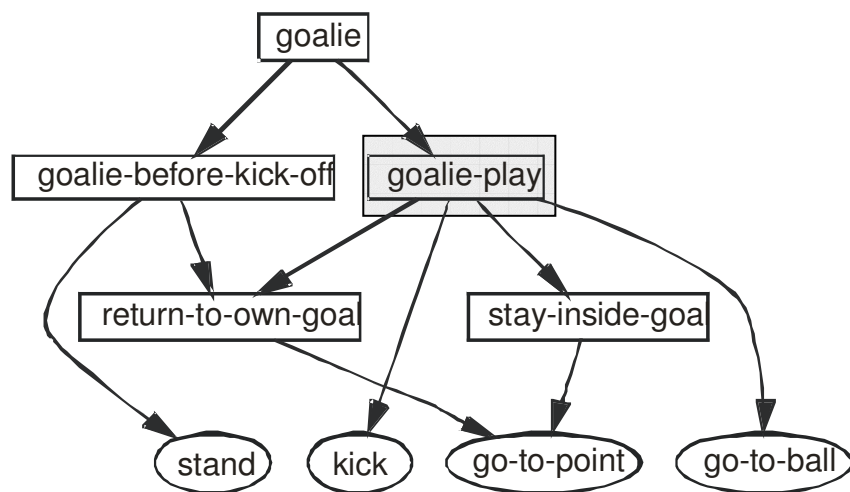 goalie
goalie-before-kick-off
goalie-play
return-to-own-goal
stay-inside-goa
stand
kick
go-to-point
go-to-ball